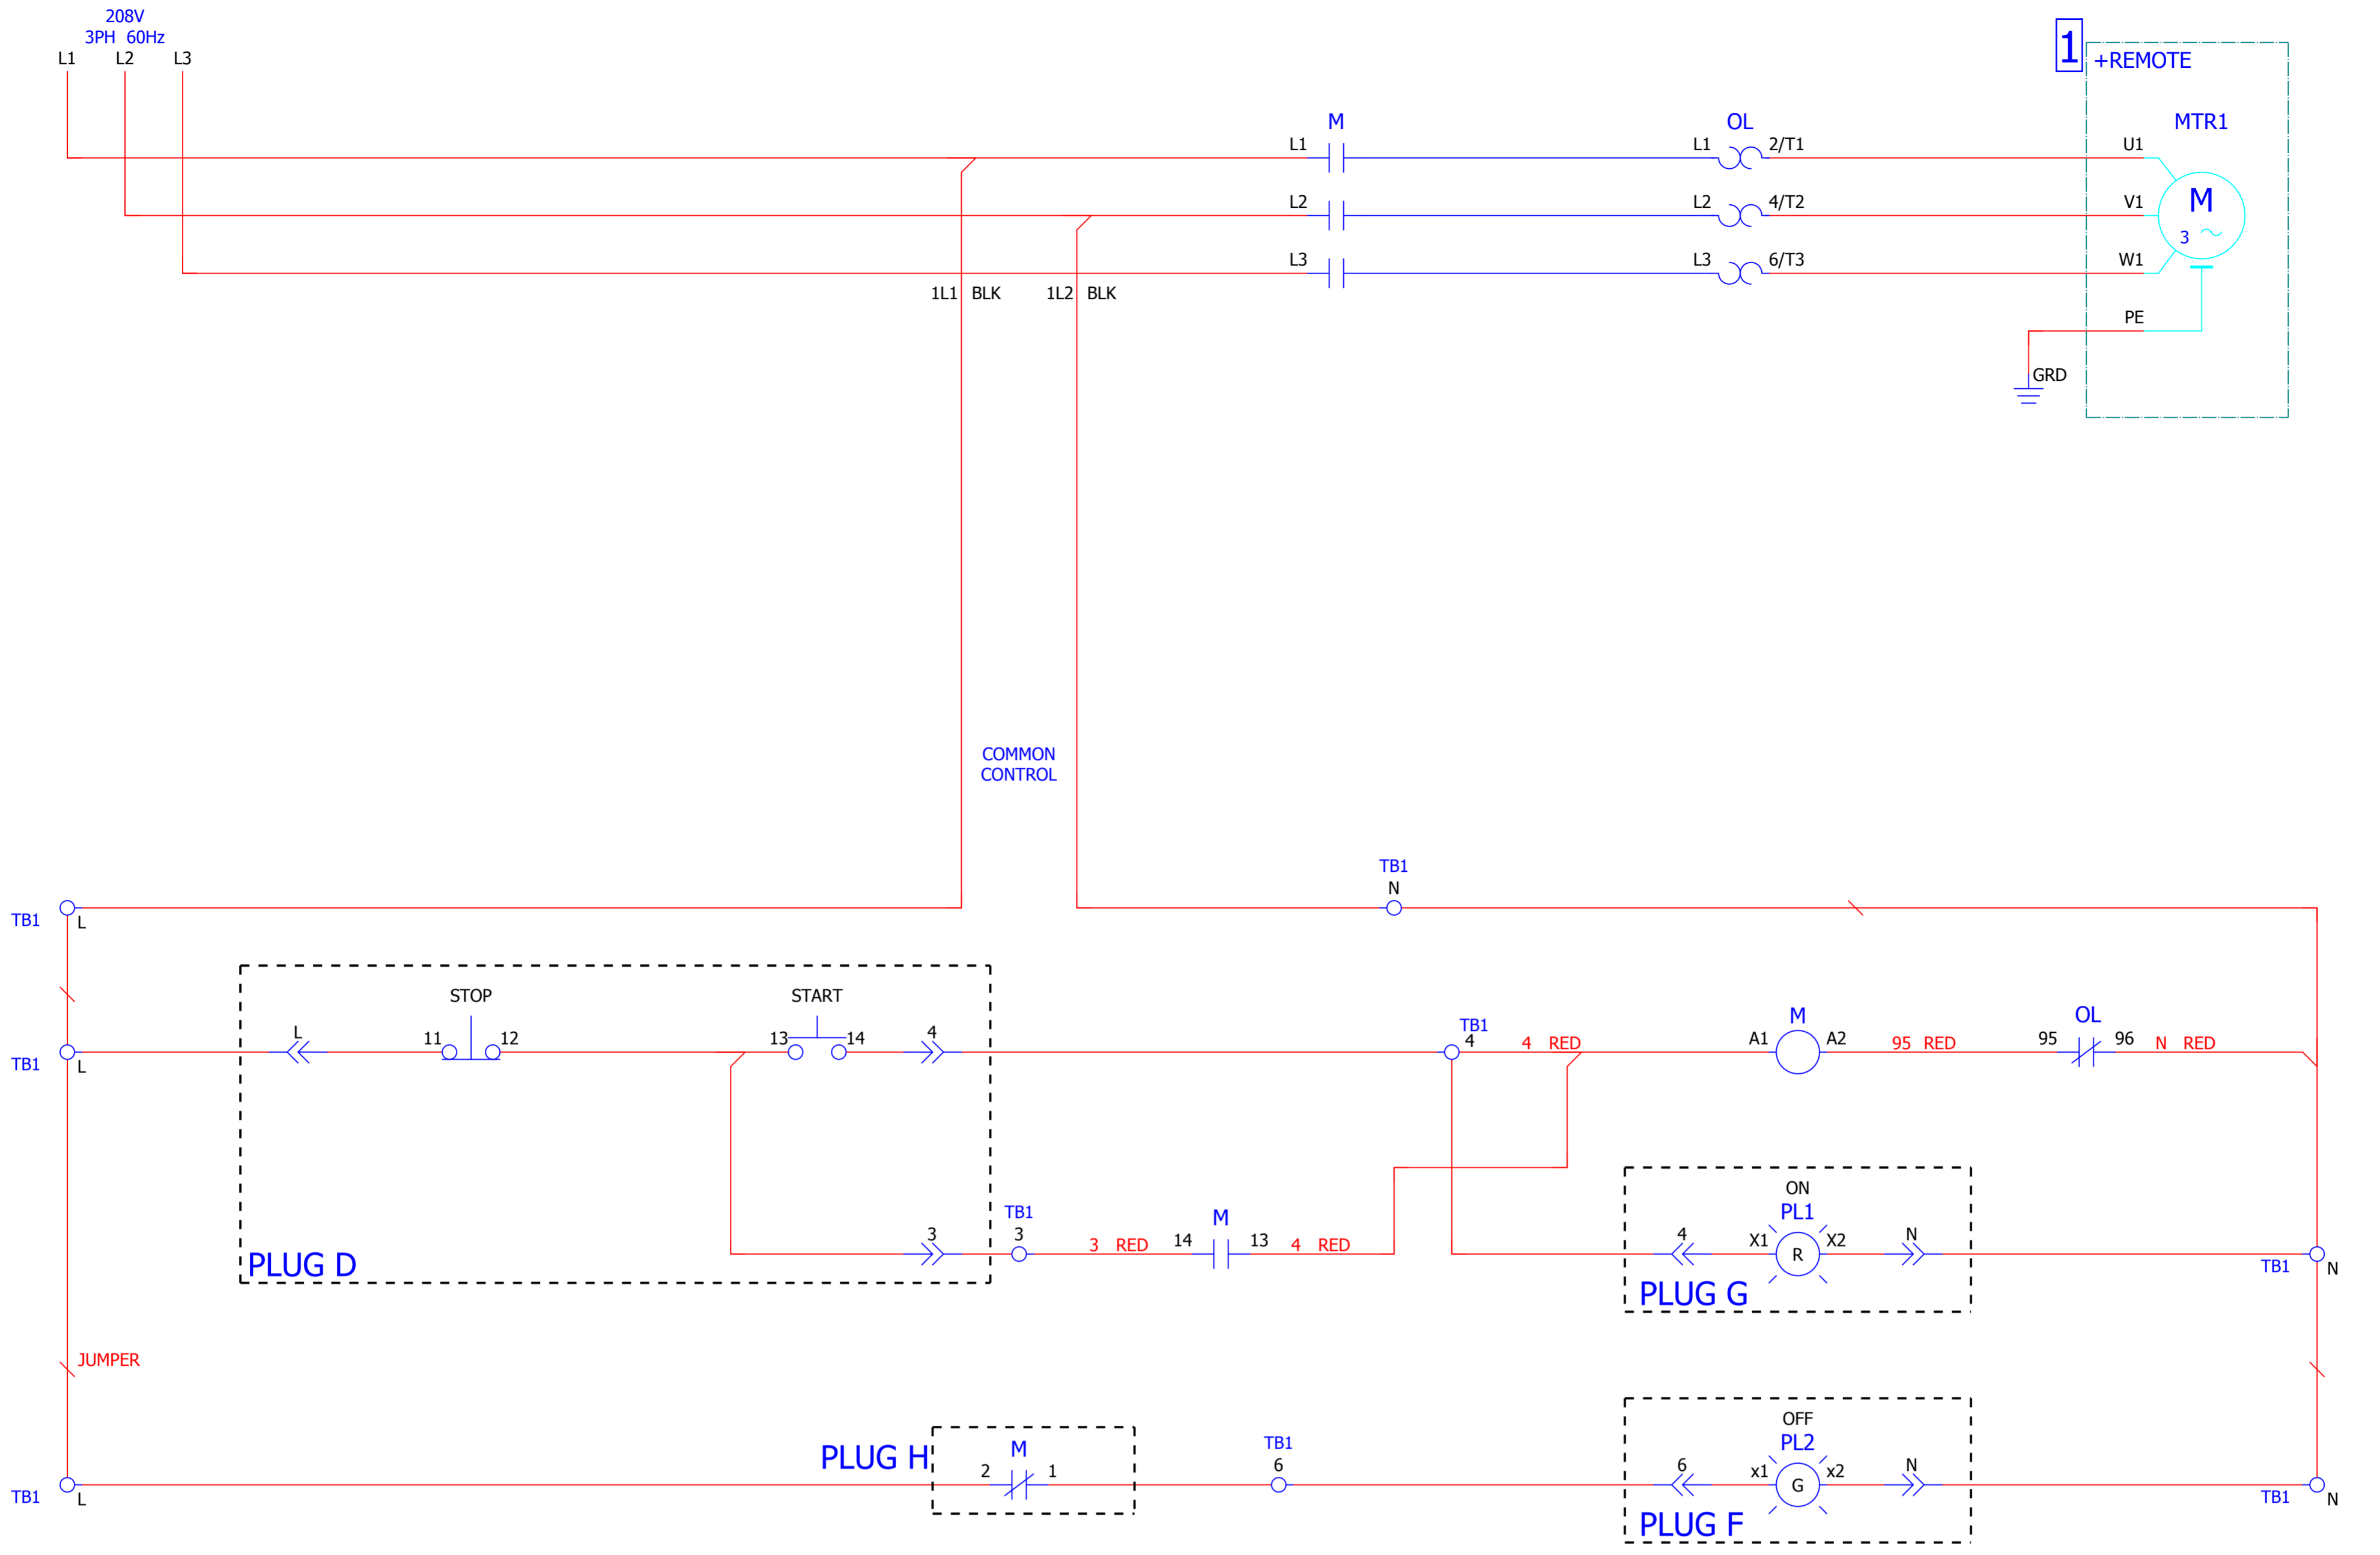 208V
3PH 60Hz
L1 L2 L3
1
+REMOTE
M
OL
MTR1
L1
L1
2/T1
U1
L2
L2
4/T2
V1
M
3
L3
L3
6/T3
W1
1L1 BLK
1L2 BLK
PE
GRD
COMMON
CONTROL
TB1
N
TB1
L
STOP
START
TB1
L
L
11
12
13
14
4
TB1
4
4 RED
M
A1
A2
95 RED
OL
95
96
N RED
ON
PL1
TB1
3
3
3 RED
M
14
13
4 RED
4
X1
R
X2
N
TB1
N
PLUG D
PLUG G
JUMPER
OFF
PL2
PLUG H
M
2
1
TB1
6
6
x1
G
x2
N
TB1
L
TB1
N
PLUG F